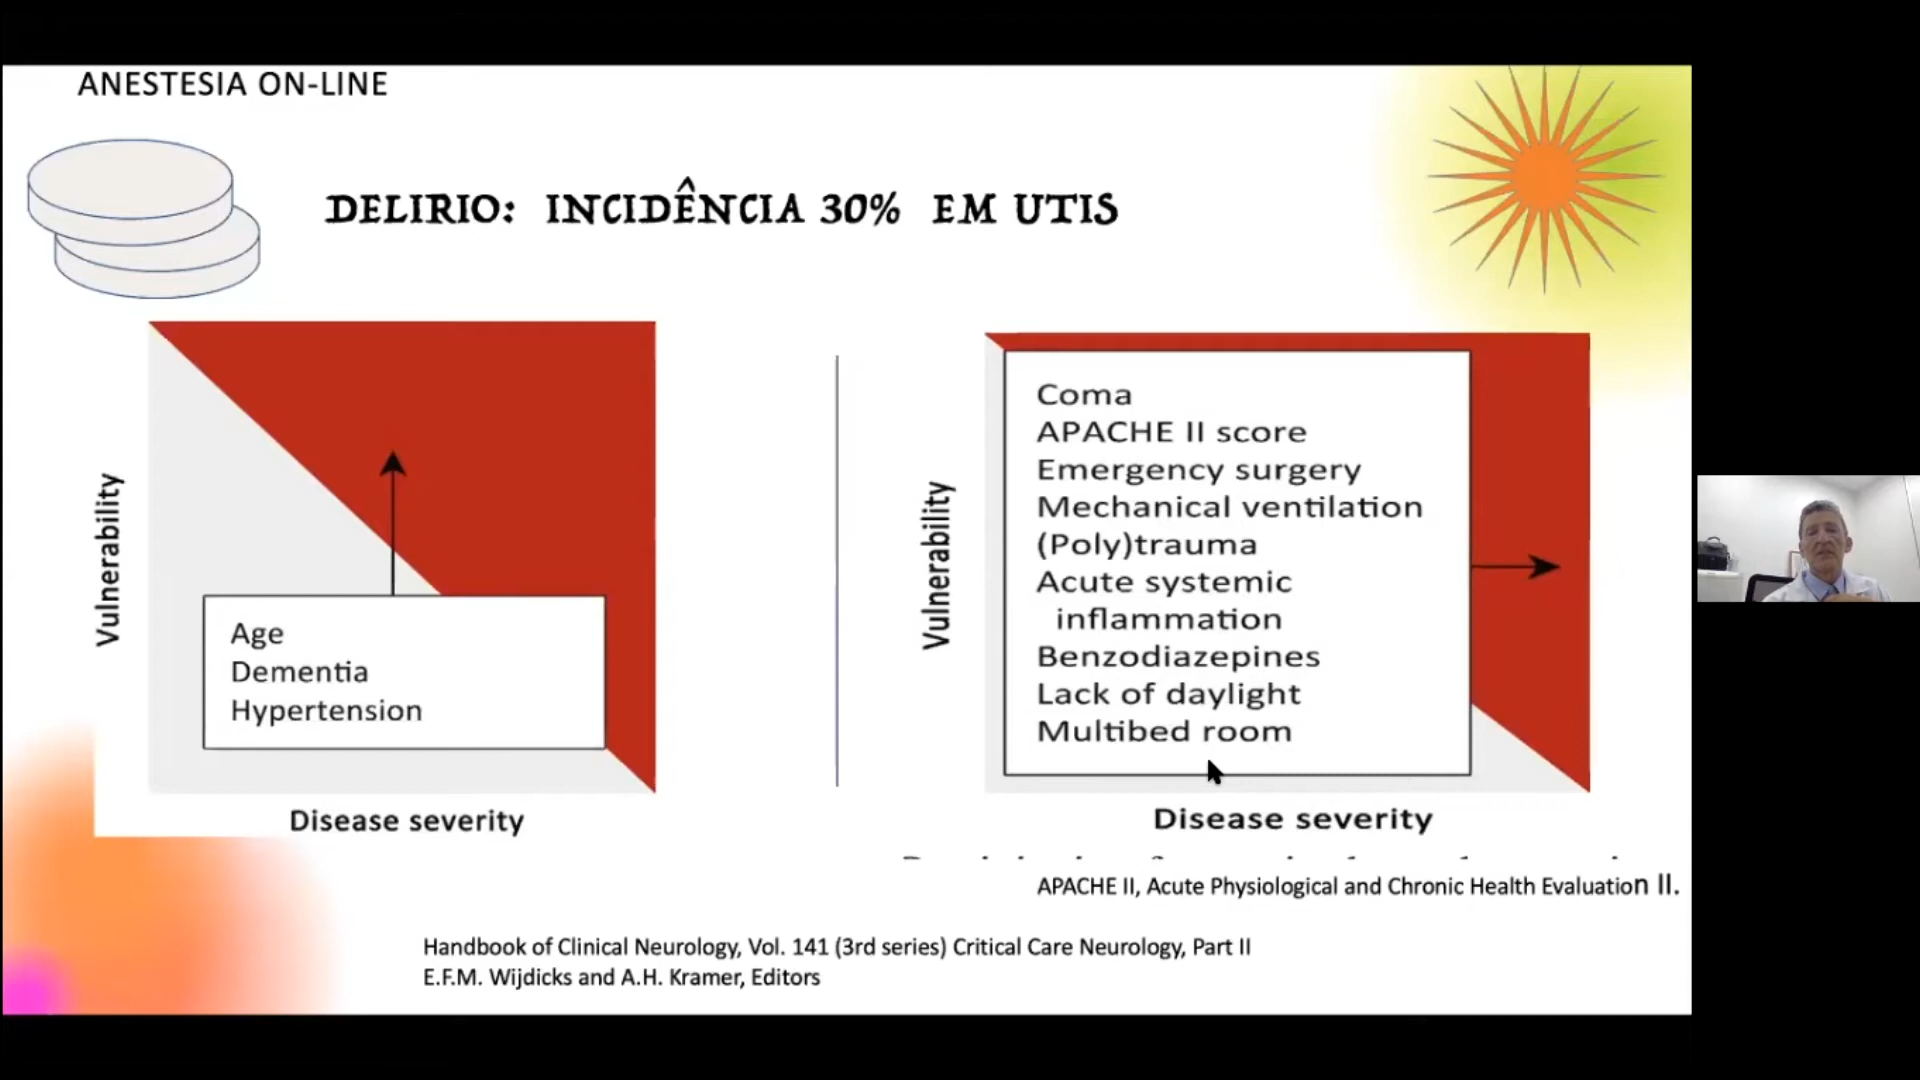 ANESTESIA ON-LINE
DELIRIO: INCIDÊNCIA 30% EM UTIS
Vulnerability
Age
Dementia
Hypertension
Disease severity
Vulnerability
Coma
APACHE II score
Emergency surgery
Mechanical ventilation
(Poly)trauma
Acute systemic
inflammation
Benzodiazepines
Lack of daylight
Multibed room
Disease severity
APACHE II, Acute Physiological and Chronic Health Evaluation II.
Handbook of Clinical Neurology, Vol. 141 (3rd series) Critical Care Neurology, Part II
E.F.M. Wijdicks and A.H. Kramer, Editors